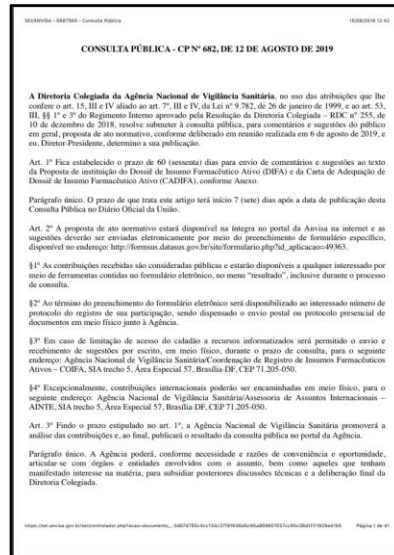 SEI/ANVISA - 0687590 - Consulta Pública 15/08/2019 12:42
CONSULTA PÚBLICA - CP Nº 682, DE 12 DE AGOSTO DE 2019
A Diretoria Colegiada da Agência Nacional de Vigilância Sanitária, no uso das atribuições que lhe
confere o art. 15, III e IV aliado ao art. 7º, III e IV, da Lei nº 9.782, de 26 de janeiro de 1999, e ao art. 53,
III, §§ 1º e 3º do Regimento Interno aprovado pela Resolução da Diretoria Colegiada – RDC nº 255, de
10 de dezembro de 2018, resolve submeter à consulta pública, para comentários e sugestões do público
em geral, proposta de ato normativo, conforme deliberado em reunião realizada em 6 de agosto de 2019, e
eu, Diretor-Presidente, determino a sua publicação.
Art. 1º Fica estabelecido o prazo de 60 (sessenta) dias para envio de comentários e sugestões ao texto
da Proposta de instituição do Dossiê de Insumo Farmacêutico Ativo (DIFA) e da Carta de Adequação de
Dossiê de Insumo Farmacêutico Ativo (CADIFA), conforme Anexo.
Parágrafo único. O prazo de que trata este artigo terá início 7 (sete) dias após a data de publicação desta
Consulta Pública no Diário Oficial da União.
Art. 2º A proposta de ato normativo estará disponível na íntegra no portal da Anvisa na internet e as
sugestões deverão ser enviadas eletronicamente por meio do preenchimento de formulário específico,
disponível no endereço: http://formsus.datasus.gov.br/site/formulario.php?id_aplicacao=49363.
§1º As contribuições recebidas são consideradas públicas e estarão disponíveis a qualquer interessado por
meio de ferramentas contidas no formulário eletrônico, no menu “resultado”, inclusive durante o processo
de consulta.
§2º Ao término do preenchimento do formulário eletrônico será disponibilizado ao interessado número de
protocolo do registro de sua participação, sendo dispensado o envio postal ou protocolo presencial de
documentos em meio físico junto à Agência.
§3º Em caso de limitação de acesso do cidadão a recursos informatizados será permitido o envio e
recebimento de sugestões por escrito, em meio físico, durante o prazo de consulta, para o seguinte
endereço: Agência Nacional de Vigilância Sanitária/Coordenação de Registro de Insumos Farmacêuticos
Ativos – COIFA, SIA trecho 5, Área Especial 57, Brasília-DF, CEP 71.205-050.
§4º Excepcionalmente, contribuições internacionais poderão ser encaminhadas em meio físico, para o
seguinte endereço: Agência Nacional de Vigilância Sanitária/Assessoria de Assuntos Internacionais –
AINTE, SIA trecho 5, Área Especial 57, Brasília-DF, CEP 71.205-050.
Art. 3º Findo o prazo estipulado no art. 1º, a Agência Nacional de Vigilância Sanitária promoverá a
análise das contribuições e, ao final, publicará o resultado da consulta pública no portal da Agência.
Parágrafo único. A Agência poderá, conforme necessidade e razões de conveniência e oportunidade,
articular-se com órgãos e entidades envolvidos com o assunto, bem como aqueles que tenham
manifestado interesse na matéria, para subsidiar posteriores discussões técnicas e a deliberação final da
Diretoria Colegiada.
Página 1 de 41